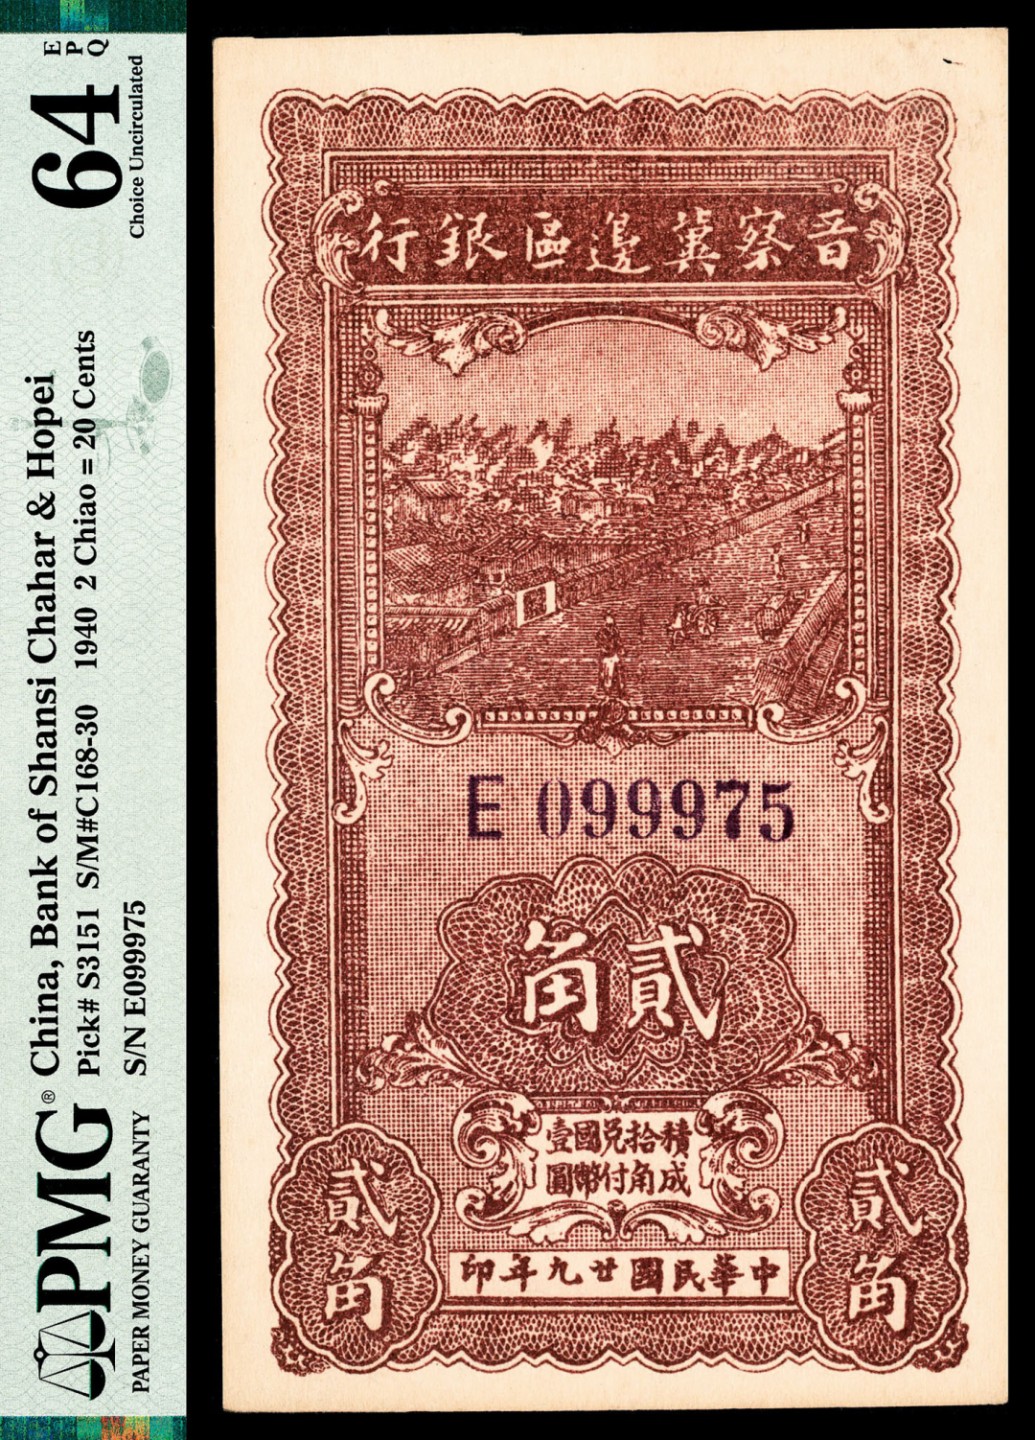 PMG®
PAPER MONEY GUARANTY
China, Bank of Shansi Chahar & Hopei
Pick# S3151 S/M#C168-30 1940 2 Chiao = 20 Cents
S/N E099975
64
EPQ
Choice Uncirculated
晋察冀邊區銀行
E 099975
貳角
積成
拾角
兑付
國幣
壹圓
貳角
貳角
中華民國廿九年印